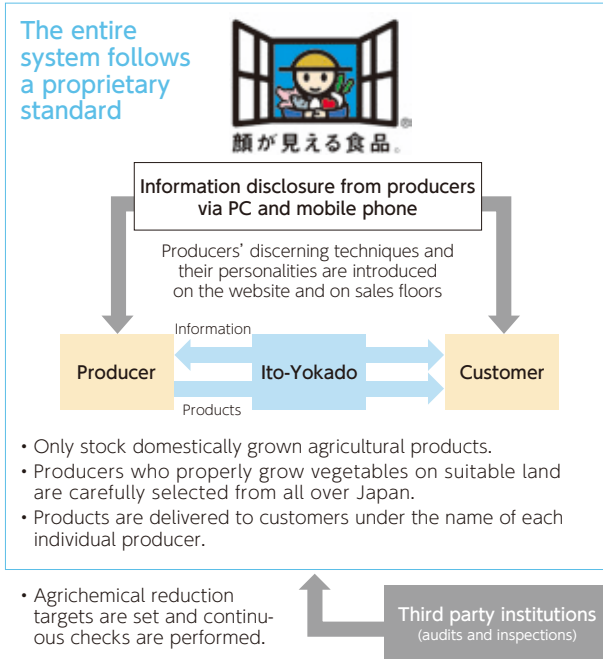 The entire
system follows
a proprietary
standard
®
顔が見える食品。
Information disclosure from producers
via PC and mobile phone
Producers’ discerning techniques and
their personalities are introduced
on the website and on sales floors
Information
Producer
Ito-Yokado
Customer
Products
• Only stock domestically grown agricultural products.
• Producers who properly grow vegetables on suitable land
are carefully selected from all over Japan.
• Products are delivered to customers under the name of each
individual producer.
• Agrichemical reduction
targets are set and continu-
ous checks are performed.
Third party institutions
(audits and inspections)